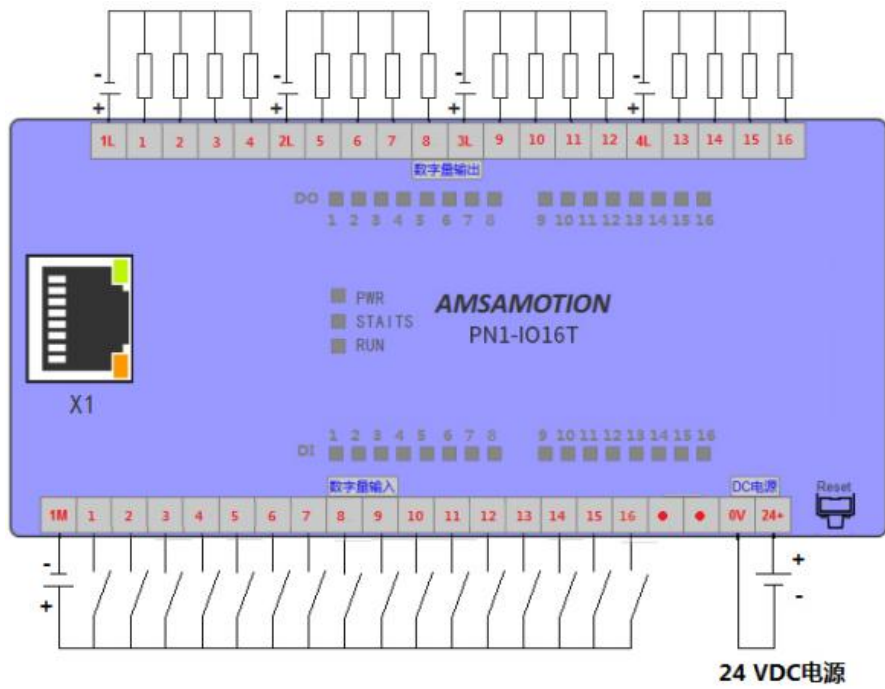 - - - -
+ + + +
1L 1 2 3 4 2L 5 6 7 8 3L 9 10 11 12 4L 13 14 15 16
数字量输出
DO
1 2 3 4 5 6 7 8 9 10 11 12 13 14 15 16
PWR
STAITS
RUN
AMSAMOTION
PN1-IO16T
X1
1 2 3 4 5 6 7 8 9 10 11 12 13 14 15 16
DI
数字量输入 DC电源 Reset
1M 1 2 3 4 5 6 7 8 9 10 11 12 13 14 15 16 0V 24+
- +
+ -
24 VDC电源